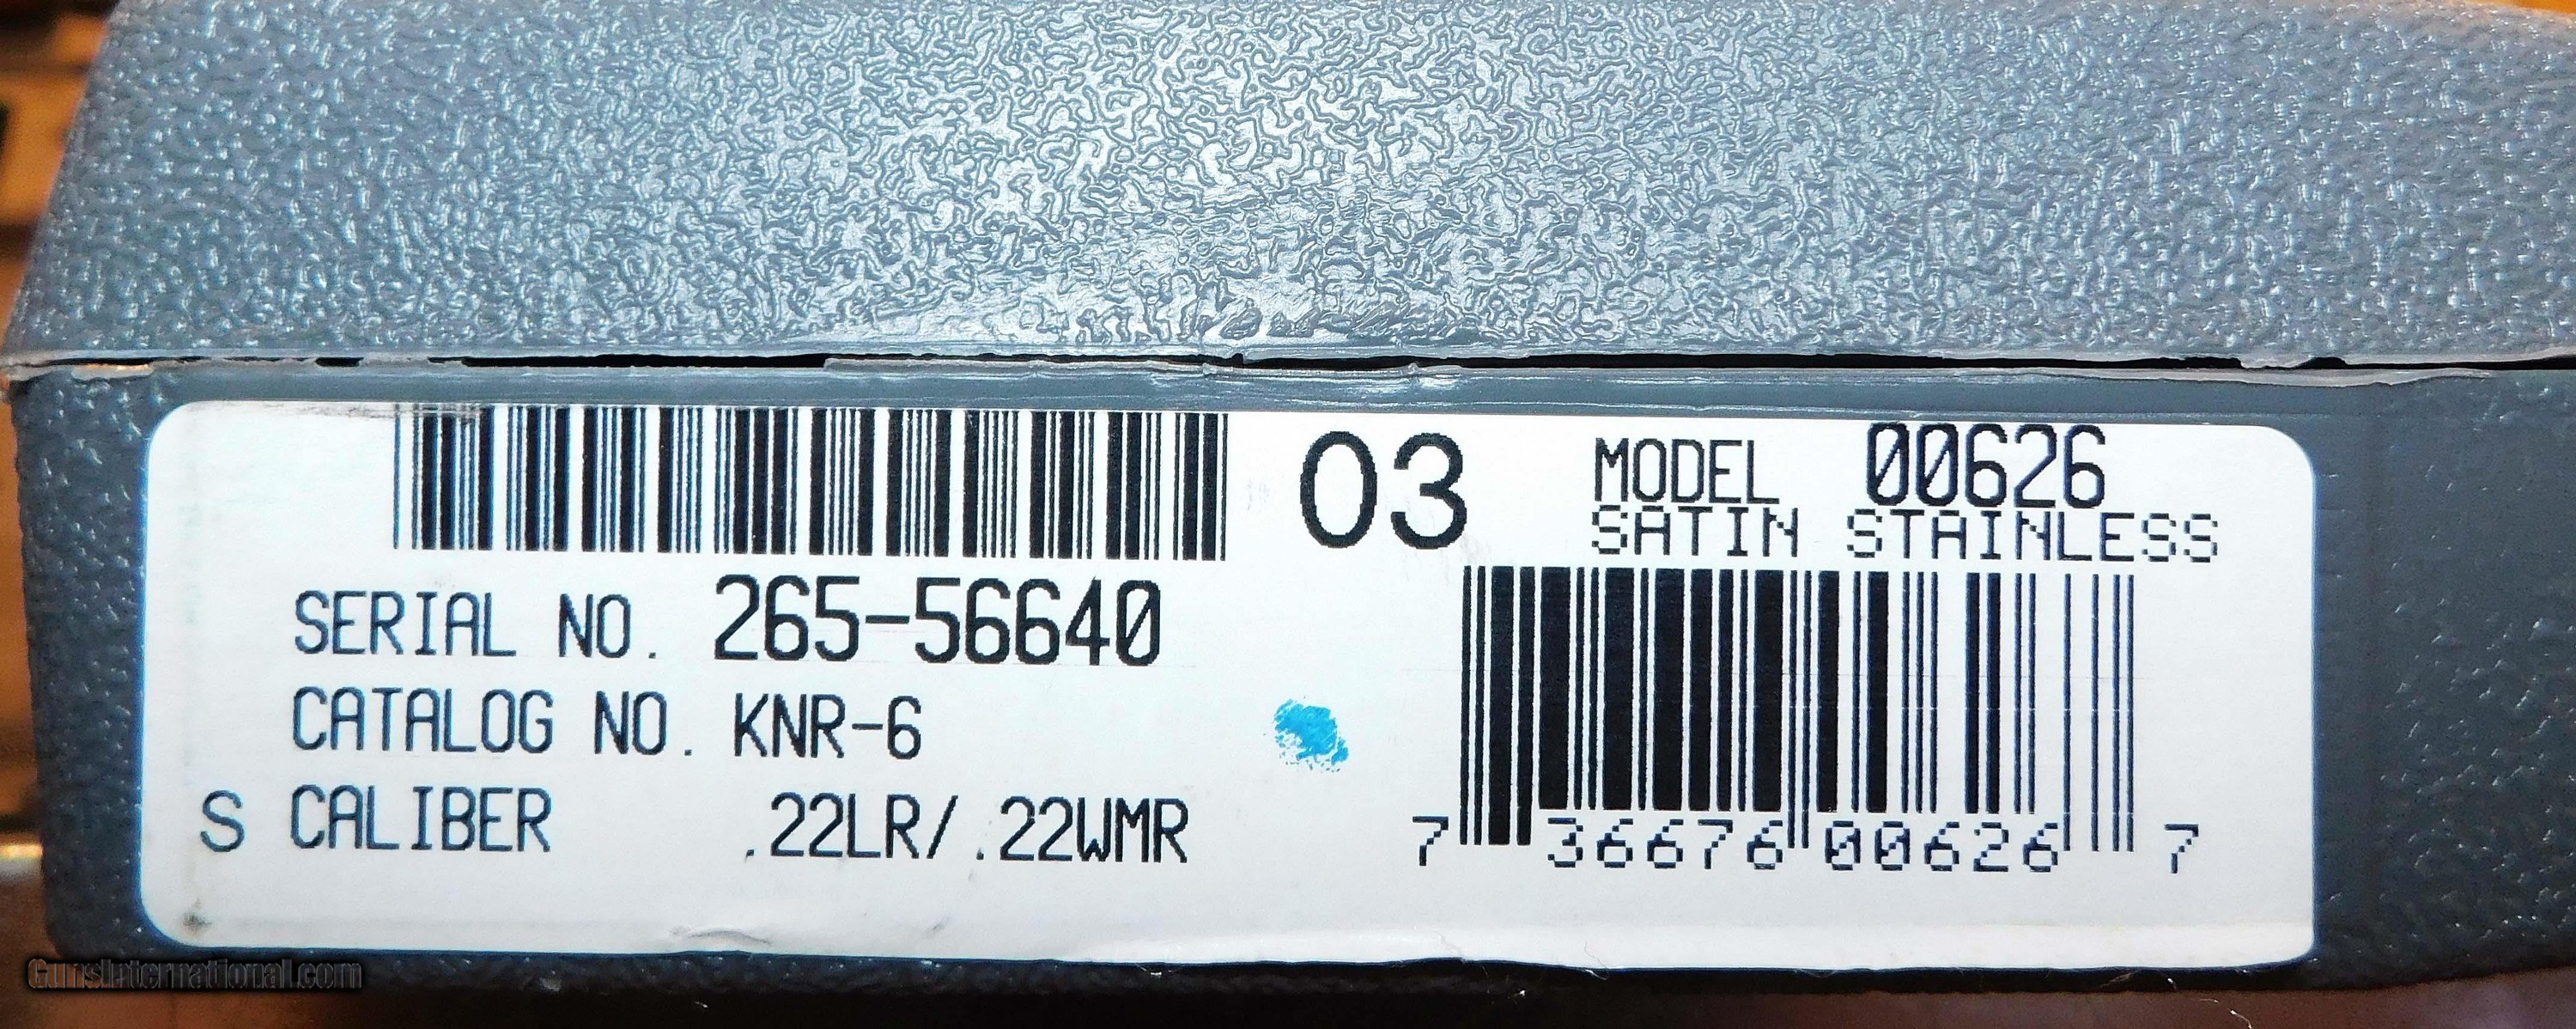 03
MODEL 00626
SATIN STAINLESS
SERIAL NO. 265-56640
CATALOG NO. KNR-6
S CALIBER .22LR/.22WMR
7 36676 00626 7
GunsInternational.com